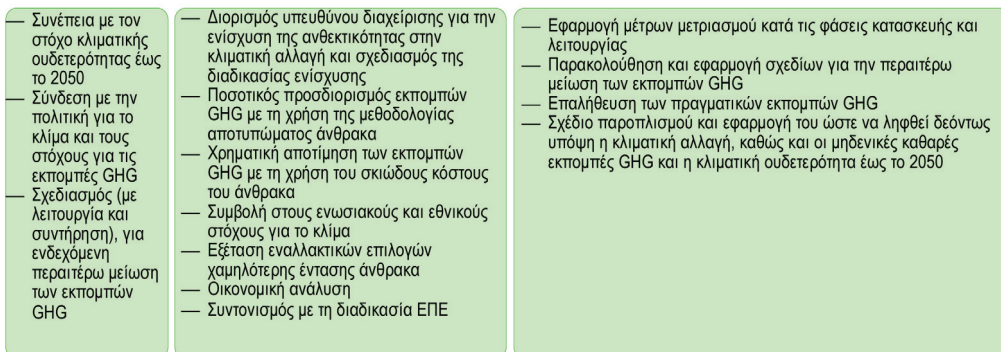 — Συνέπεια με τον
στόχο κλιματικής
ουδετερότητας έως
το 2050
— Σύνδεση με την
πολιτική για το
κλίμα και τους
στόχους για τις
εκπομπές GHG
— Σχεδιασμός (με
λειτουργία και
συντήρηση), για
ενδεχόμενη
περαιτέρω μείωση
των εκπομπών
GHG
— Διορισμός υπευθύνου διαχείρισης για την
ενίσχυση της ανθεκτικότητας στην
κλιματική αλλαγή και σχεδιασμός της
διαδικασίας ενίσχυσης
— Ποσοτικός προσδιορισμός εκπομπών
GHG με τη χρήση της μεθοδολογίας
αποτυπώματος άνθρακα
— Χρηματική αποτίμηση των εκπομπών
GHG με τη χρήση του σκιώδους κόστους
του άνθρακα
— Συμβολή στους ενωσιακούς και εθνικούς
στόχους για το κλίμα
— Εξέταση εναλλακτικών επιλογών
χαμηλότερης έντασης άνθρακα
— Οικονομική ανάλυση
— Συντονισμός με τη διαδικασία ΕΠΕ
— Εφαρμογή μέτρων μετριασμού κατά τις φάσεις κατασκευής και
λειτουργίας
— Παρακολούθηση και εφαρμογή σχεδίων για την περαιτέρω
μείωση των εκπομπών GHG
— Επαλήθευση των πραγματικών εκπομπών GHG
— Σχέδιο παροπλισμού και εφαρμογή του ώστε να ληφθεί δεόντως
υπόψη η κλιματική αλλαγή, καθώς και οι μηδενικές καθαρές
εκπομπές GHG και η κλιματική ουδετερότητα έως το 2050